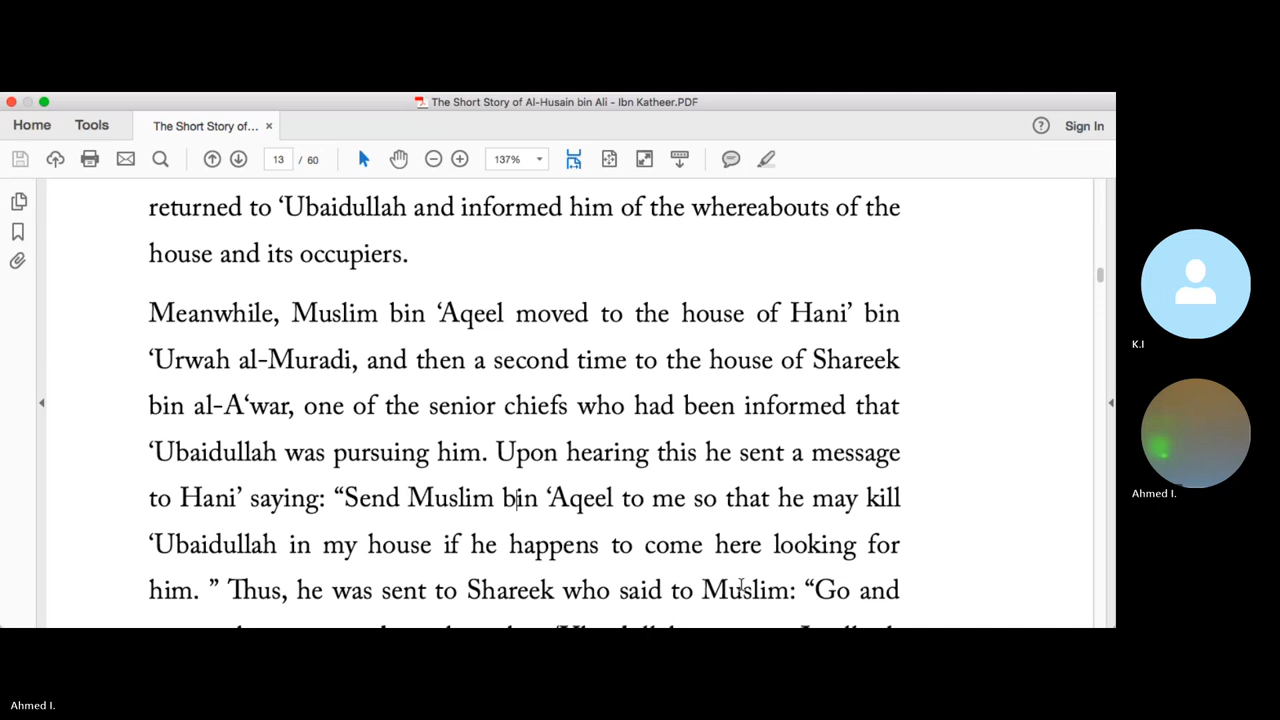 The Short Story of Al-Husain bin Ali - Ibn Katheer.PDF
Home Tools The Short Story of... × ? Sign In
13 / 60 137%
returned to ‘Ubaidullah and informed him of the whereabouts of the
house and its occupiers.
Meanwhile, Muslim bin ‘Aqeel moved to the house of Hani’ bin
‘Urwah al-Muradi, and then a second time to the house of Shareek
bin al-A‘war, one of the senior chiefs who had been informed that
‘Ubaidullah was pursuing him. Upon hearing this he sent a message
to Hani’ saying: “Send Muslim bin ‘Aqeel to me so that he may kill
‘Ubaidullah in my house if he happens to come here looking for
him. ” Thus, he was sent to Shareek who said to Muslim: “Go and
K.I
Ahmed I.
Ahmed I.